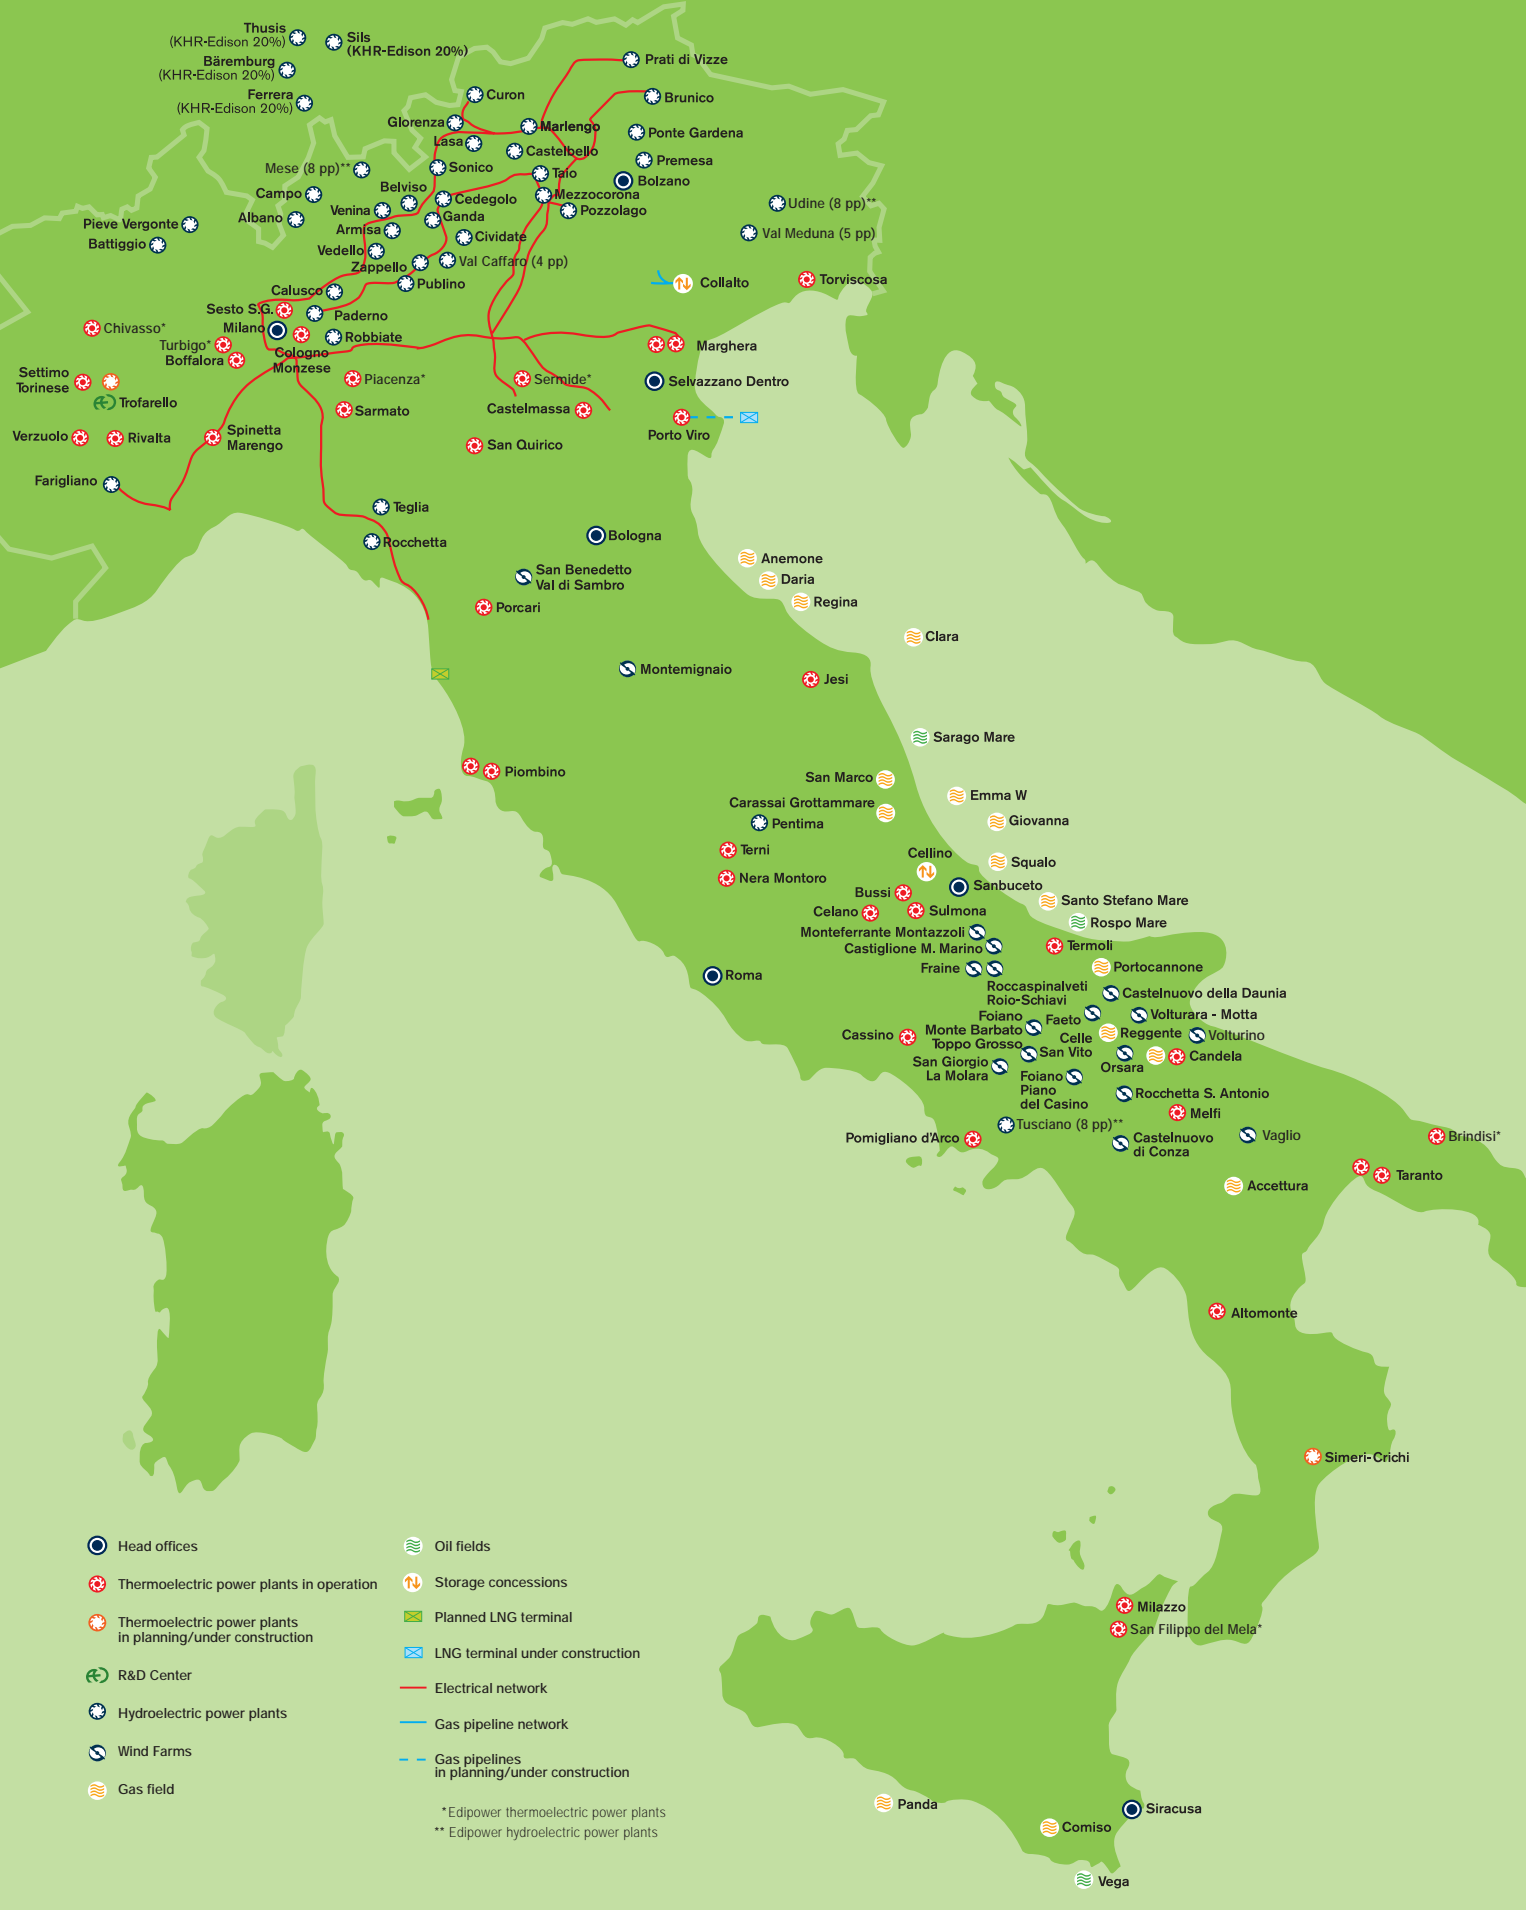 Thusis
(KHR-Edison 20%)
Sils
(KHR-Edison 20%)
Bäremburg
(KHR-Edison 20%)
Ferrera
(KHR-Edison 20%)
Prati di Vizze
Curon
Brunico
Glorenza
Marlengo
Ponte Gardena
Lasa
Castelbello
Premesa
Mese (8 pp)**
Sonico
Taio
Bolzano
Belviso
Campo
Cedegolo
Mezzocorona
Udine (8 pp)**
Venina
Pozzolago
Albano
Ganda
Pieve Vergonte
Armisa
Cividate
Val Meduna (5 pp)
Battiggio
Vedello
Zappello
Val Caffaro (4 pp)
Publino
Collalto
Torviscosa
Calusco
Sesto S.G.
Paderno
Chivasso*
Milano
Robbiate
Turbigo*
Cologno
Monzese
Marghera
Boffalora
Settimo
Torinese
Piacenza*
Sermide*
Selvazzano Dentro
Trofarello
Sarmato
Castelmassa
Verzuolo
Rivalta
Spinetta
Marengo
San Quirico
Porto Viro
Farigliano
Teglia
Rocchetta
Bologna
San Benedetto
Val di Sambro
Anemone
Daria
Regina
Porcari
Clara
Montemignaio
Jesi
Sarago Mare
Piombino
San Marco
Emma W
Carassai Grottammare
Giovanna
Pentima
Terni
Cellino
Squalo
Nera Montoro
Sanbuceto
Bussi
Santo Stefano Mare
Celano
Sulmona
Rospo Mare
Monteferrante Montazzoli
Castiglione M. Marino
Termoli
Fraine
Portocannone
Roma
Roccaspinalveti
Roio-Schiavi
Castelnuovo della Daunia
Foiano
Monte Barbato
Toppo Grosso
Faeto
Volturara - Motta
Cassino
Celle
San Vito
Reggente
Volturino
San Giorgio
La Molara
Orsara
Candela
Foiano
Piano
del Casino
Rocchetta S. Antonio
Melfi
Tusciano (8 pp)**
Pomigliano d'Arco
Castelnuovo
di Conza
Vaglio
Brindisi*
Taranto
Accettura
Altomonte
Simeri-Crichi
Milazzo
San Filippo del Mela*
Panda
Siracusa
Comiso
Vega
Head offices
Thermoelectric power plants in operation
Thermoelectric power plants
in planning/under construction
R&D Center
Hydroelectric power plants
Wind Farms
Gas field
Oil fields
Storage concessions
Planned LNG terminal
LNG terminal under construction
Electrical network
Gas pipeline network
Gas pipelines
in planning/under construction
*Edipower thermoelectric power plants
** Edipower hydroelectric power plants